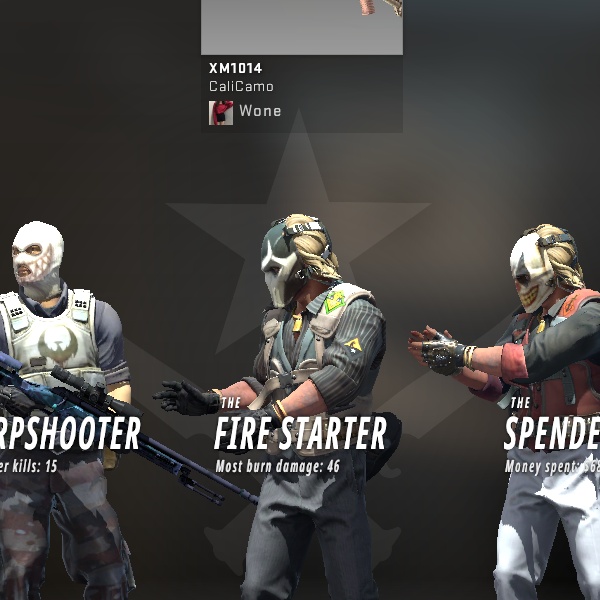 XM1014
CaliCamo
Wone
RPSHOOTER
er kills: 15
THE
FIRE STARTER
Most burn damage: 46
THE
SPENDE
Money spent: